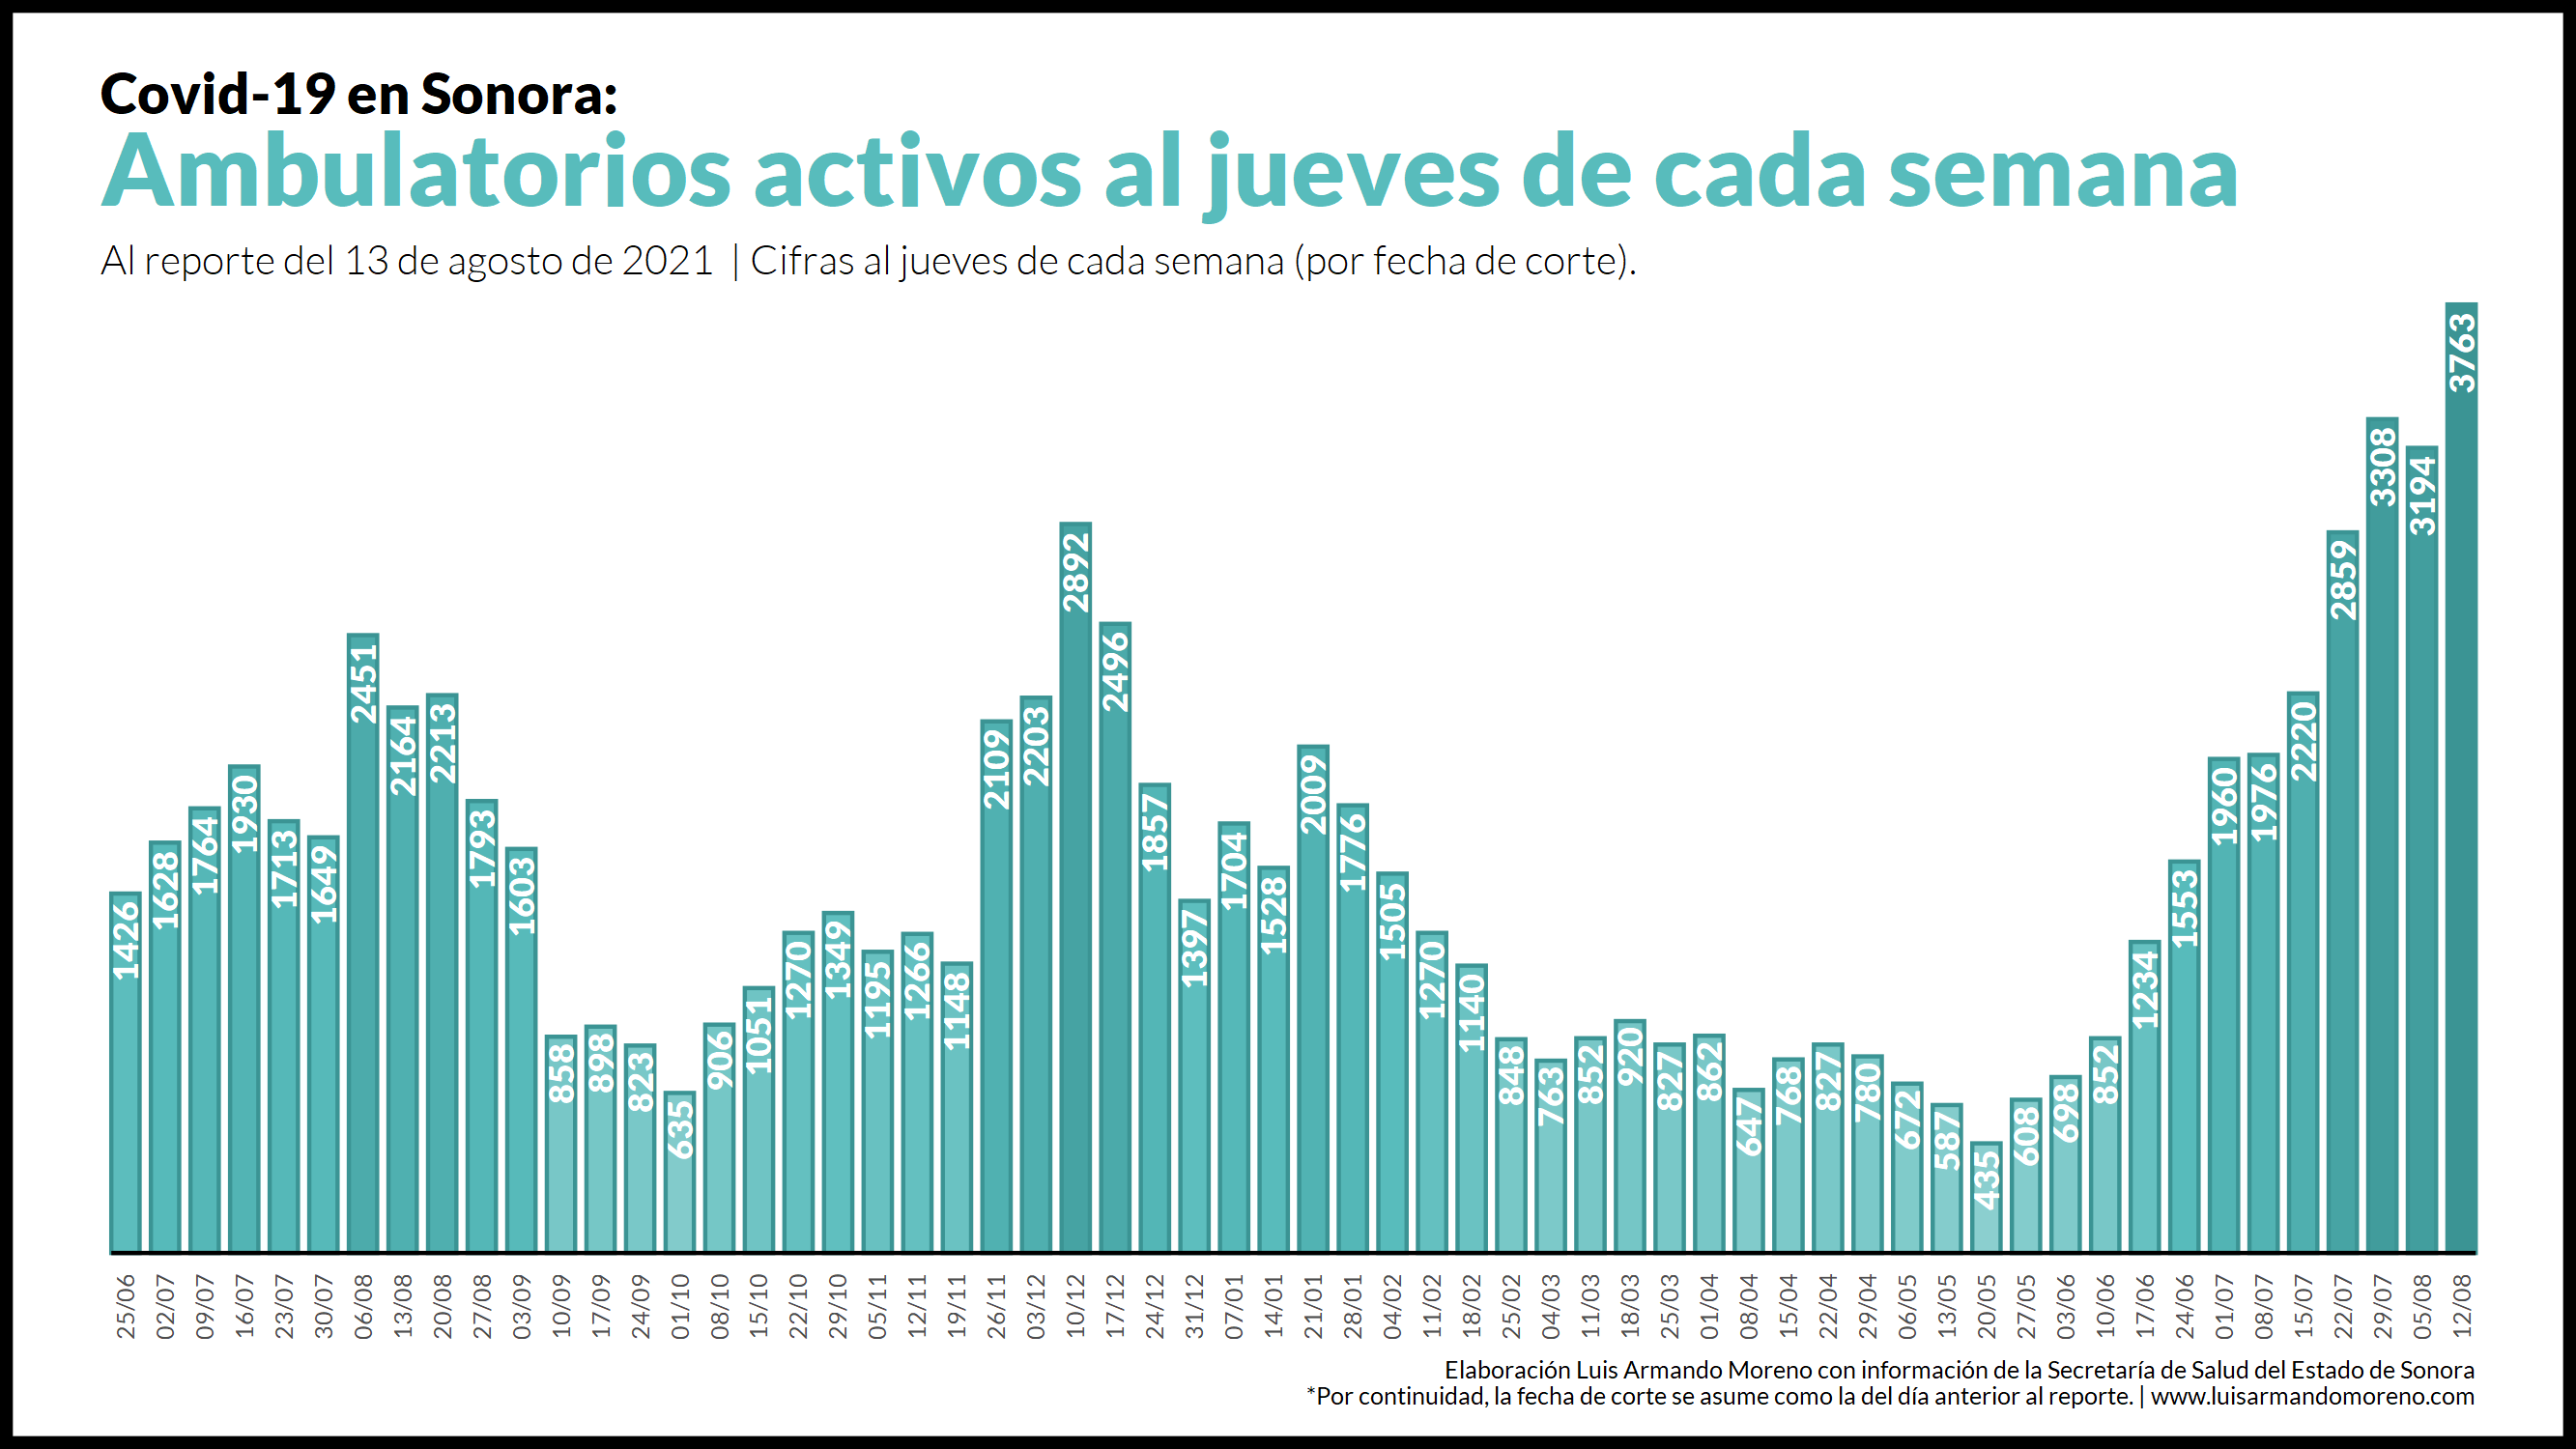 Covid-19 en Sonora:
Ambulatorios activos al jueves de cada semana
Al reporte del 13 de agosto de 2021 | Cifras al jueves de cada semana (por fecha de corte).
1426 1628 1764 1930 1713 1649 2451 2164 2213 1793 1603 858 898 823 635 906 1051 1270 1349 1195 1266 1148 2109 2203 2892 2496 1857 1397 1704 1528 2009 1776 1505 1270 1140 848 763 852 920 827 862 647 768 827 780 672 587 435 608 698 852 1234 1553 1960 1976 2220 2859 3308 3194 3763
25/06 02/07 09/07 16/07 23/07 30/07 06/08 13/08 20/08 27/08 03/09 10/09 17/09 24/09 01/10 08/10 15/10 22/10 29/10 05/11 12/11 19/11 26/11 03/12 10/12 17/12 24/12 31/12 07/01 14/01 21/01 28/01 04/02 11/02 18/02 25/02 04/03 11/03 18/03 25/03 01/04 08/04 15/04 22/04 29/04 06/05 13/05 20/05 27/05 03/06 10/06 17/06 24/06 01/07 08/07 15/07 22/07 29/07 05/08 12/08
Elaboración Luis Armando Moreno con información de la Secretaría de Salud del Estado de Sonora
*Por continuidad, la fecha de corte se asume como la del día anterior al reporte. | www.luisarmandomoreno.com